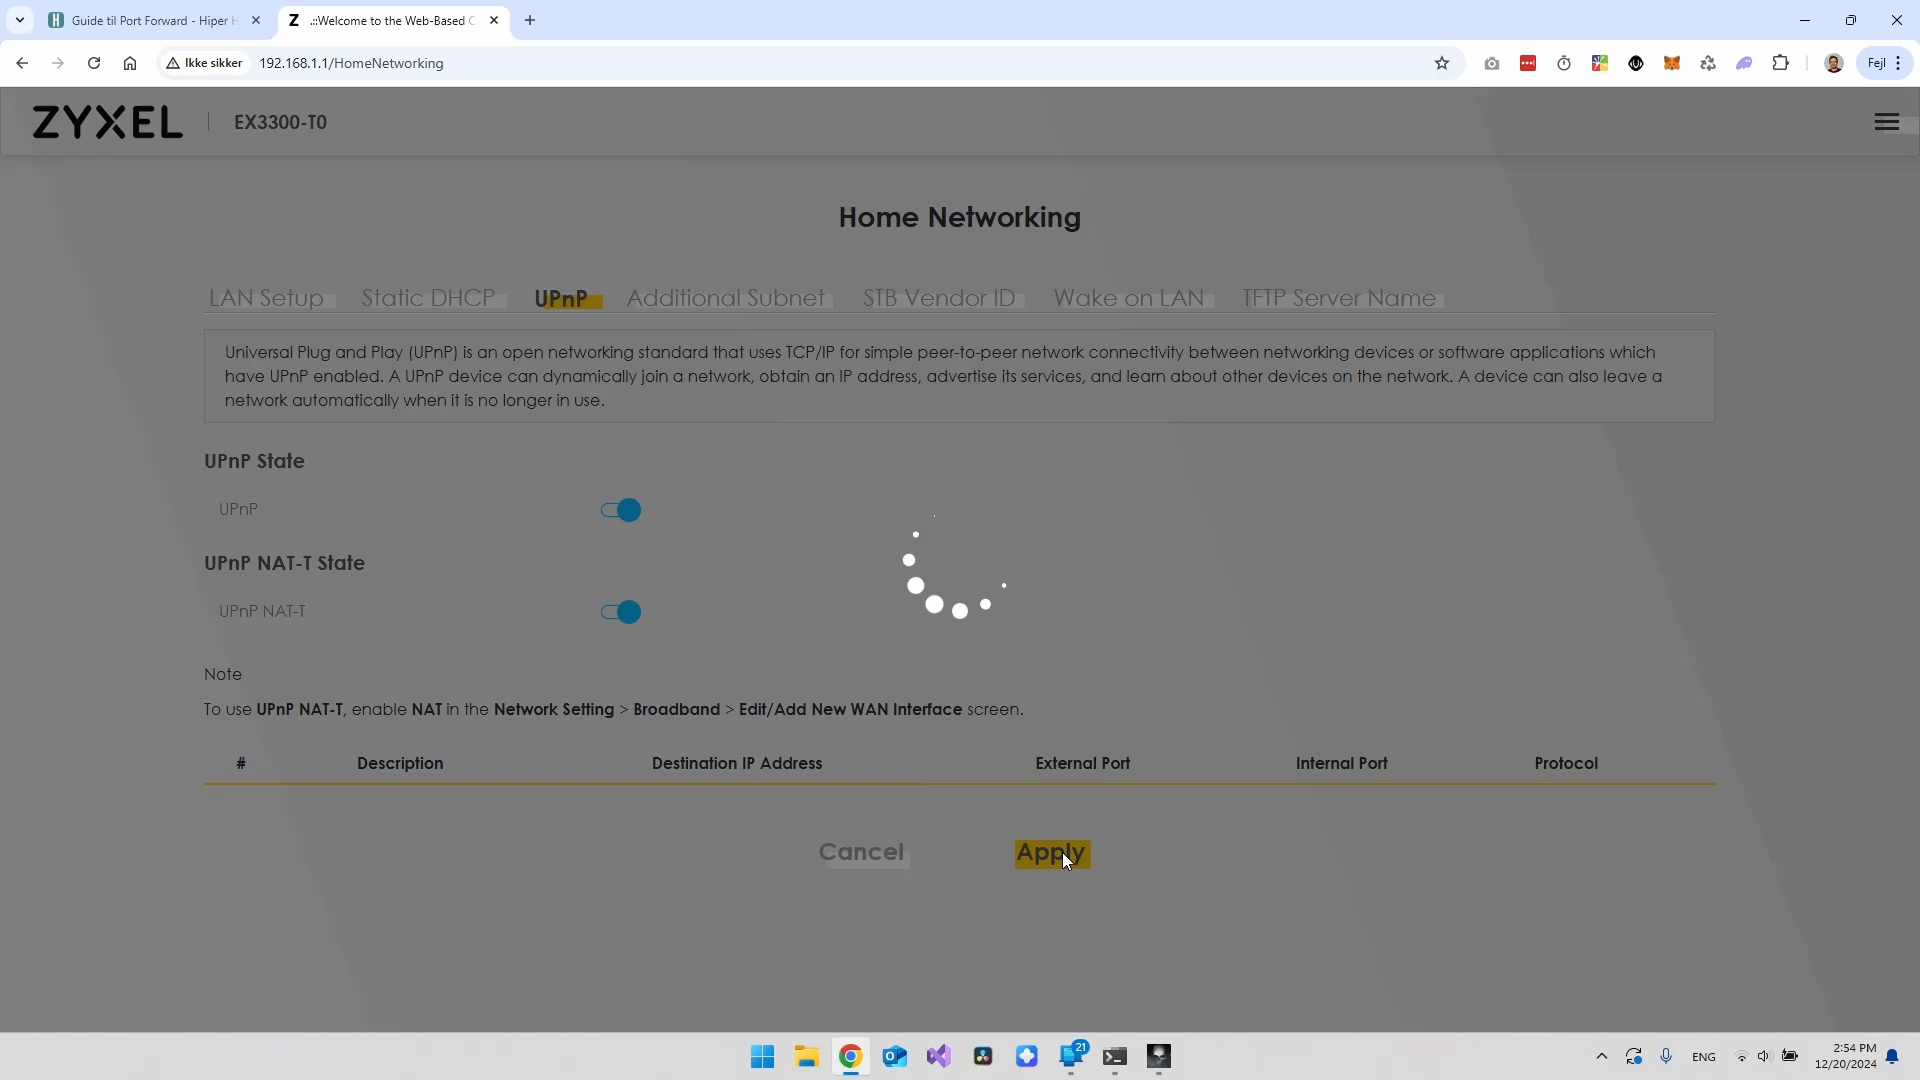 Guide til Port Forward - Hiper H
.::Welcome to the Web-Based C
Ikke sikker
192.168.1.1/HomeNetworking
Fejl
ZYXEL
EX3300-T0
Home Networking
LAN Setup
Static DHCP
UPnP
Additional Subnet
STB Vendor ID
Wake on LAN
TFTP Server Name
Universal Plug and Play (UPnP) is an open networking standard that uses TCP/IP for simple peer-to-peer network connectivity between networking devices or software applications which
have UPnP enabled. A UPnP device can dynamically join a network, obtain an IP address, advertise its services, and learn about other devices on the network. A device can also leave a
network automatically when it is no longer in use.
UPnP State
UPnP
UPnP NAT-T State
UPnP NAT-T
Note
To use UPnP NAT-T, enable NAT in the Network Setting > Broadband > Edit/Add New WAN Interface screen.
#
Description
Destination IP Address
External Port
Internal Port
Protocol
Cancel
Apply
21
ENG
2:54 PM
12/20/2024